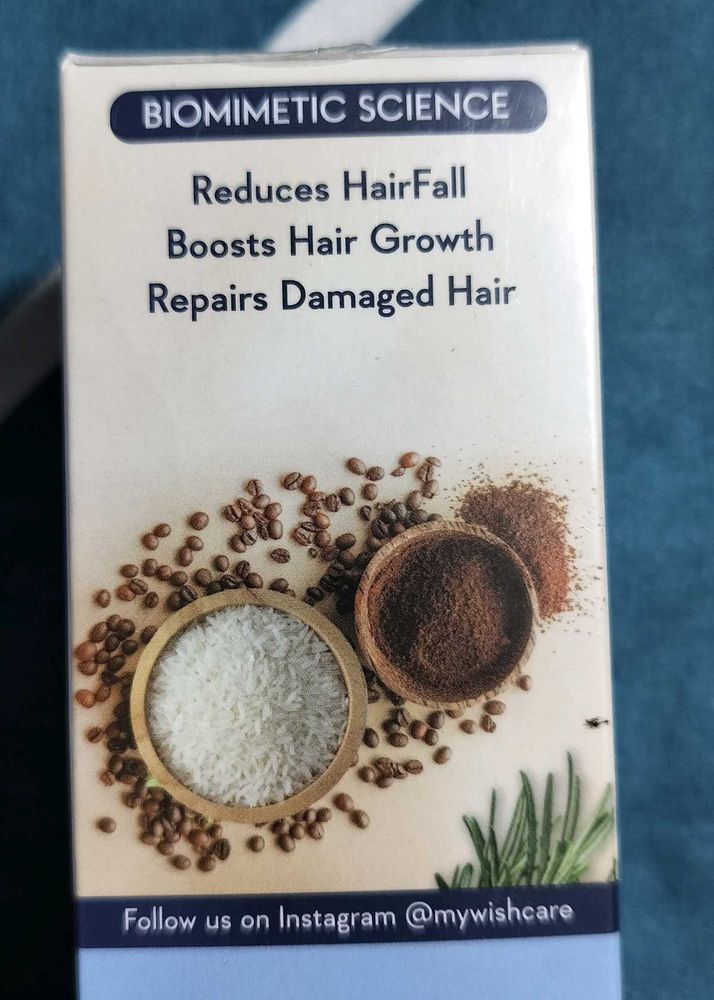 BIOMIMETIC SCIENCE
Reduces HairFall
Boosts Hair Growth
Repairs Damaged Hair
Follow us on Instagram @mywishcare